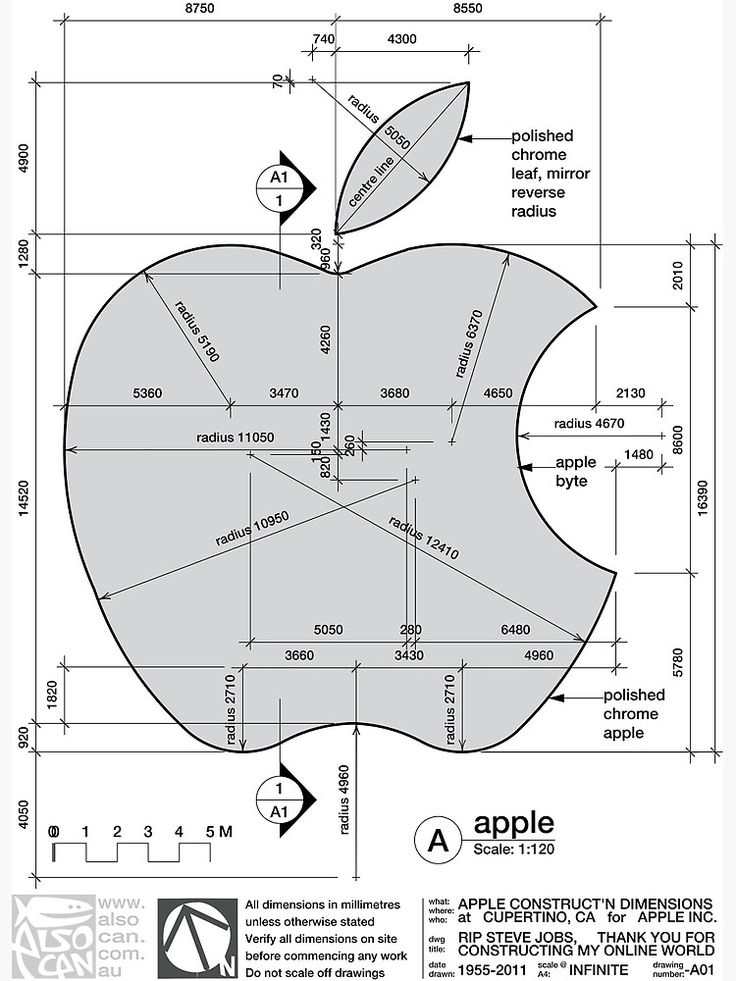 8750
8550
740
4300
70
radius 5050
centre line
polished
chrome
leaf, mirror
reverse
radius
4900
A1
1
1280
320
960
2010
radius 5190
4260
radius 6370
5360
3470
3680
4650
2130
radius 11050
1430
150
260
820
radius 4670
8600
1480
apple
byte
14520
16390
radius 10950
radius 12410
5050
280
6480
3660
3430
4960
1820
radius 2710
radius 2710
5780
polished
chrome
apple
920
1
A1
4050
radius 4960
0 1 2 3 4 5 M
A
apple
Scale: 1:120
www.
also
can.
com.
au
ALSO
CAN
N
All dimensions in millimetres
unless otherwise stated
Verify all dimensions on site
before commencing any work
Do not scale off drawings
what: APPLE CONSTRUCT'N DIMENSIONS
where: at CUPERTINO, CA for APPLE INC.
who:
dwg title: RIP STEVE JOBS, THANK YOU FOR
CONSTRUCTING MY ONLINE WORLD
date drawn: 1955-2011 scale @ A4: INFINITE drawing number: -A01